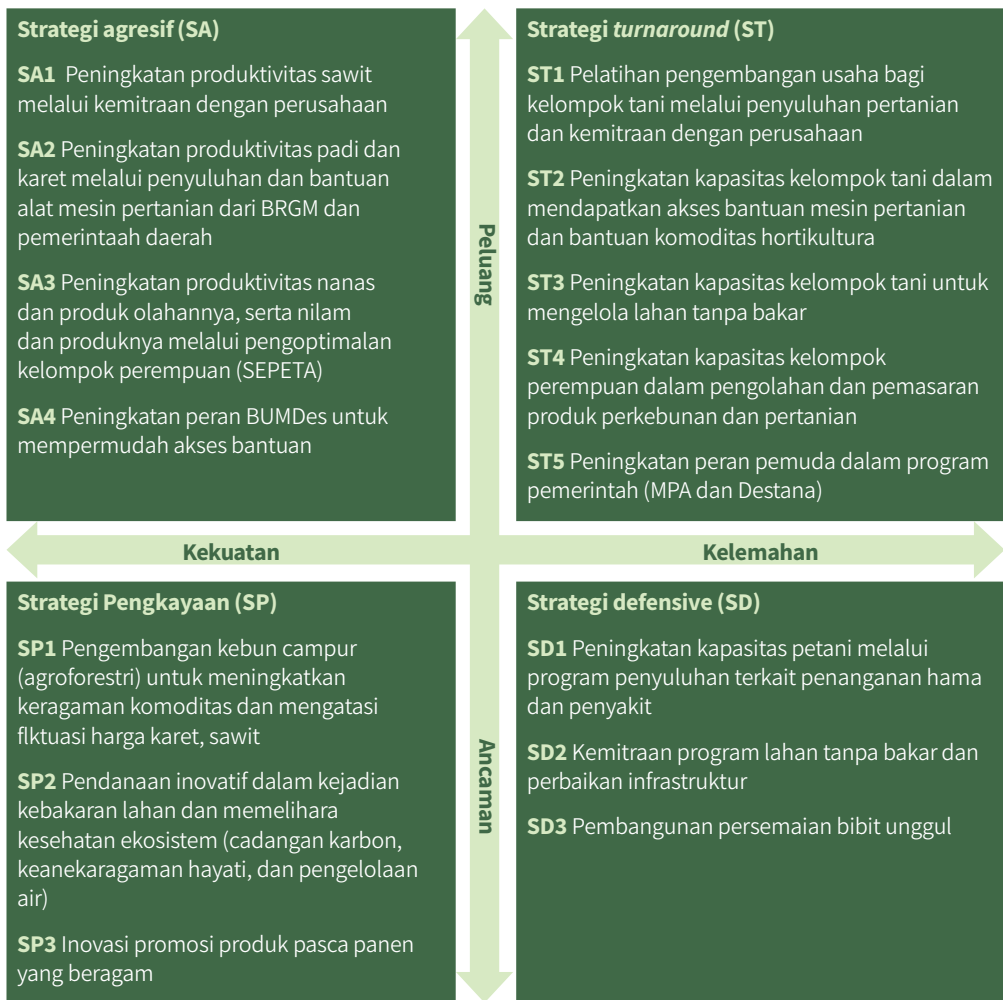 Strategi agresif (SA)
SA1 Peningkatan produktivitas sawit
melalui kemitraan dengan perusahaan
SA2 Peningkatan produktivitas padi dan
karet melalui penyuluhan dan bantuan
alat mesin pertanian dari BRGM dan
pemerintaah daerah
SA3 Peningkatan produktivitas nanas
dan produk olahannya, serta nilam
dan produknya melalui pengoptimalan
kelompok perempuan (SEPETA)
SA4 Peningkatan peran BUMDes untuk
mempermudah akses bantuan
Peluang
Strategi turnaround (ST)
ST1 Pelatihan pengembangan usaha bagi
kelompok tani melalui penyuluhan pertanian
dan kemitraan dengan perusahaan
ST2 Peningkatan kapasitas kelompok tani dalam
mendapatkan akses bantuan mesin pertanian
dan bantuan komoditas hortikultura
ST3 Peningkatan kapasitas kelompok tani untuk
mengelola lahan tanpa bakar
ST4 Peningkatan kapasitas kelompok
perempuan dalam pengolahan dan pemasaran
produk perkebunan dan pertanian
ST5 Peningkatan peran pemuda dalam program
pemerintah (MPA dan Destana)
Kekuatan
Kelemahan
Strategi Pengkayaan (SP)
SP1 Pengembangan kebun campur
(agroforestri) untuk meningkatkan
keragaman komoditas dan mengatasi
flktuasi harga karet, sawit
SP2 Pendanaan inovatif dalam kejadian
kebakaran lahan dan memelihara
kesehatan ekosistem (cadangan karbon,
keanekaragaman hayati, dan pengelolaan
air)
SP3 Inovasi promosi produk pasca panen
yang beragam
Ancaman
Strategi defensive (SD)
SD1 Peningkatan kapasitas petani melalui
program penyuluhan terkait penanganan hama
dan penyakit
SD2 Kemitraan program lahan tanpa bakar dan
perbaikan infrastruktur
SD3 Pembangunan persemaian bibit unggul